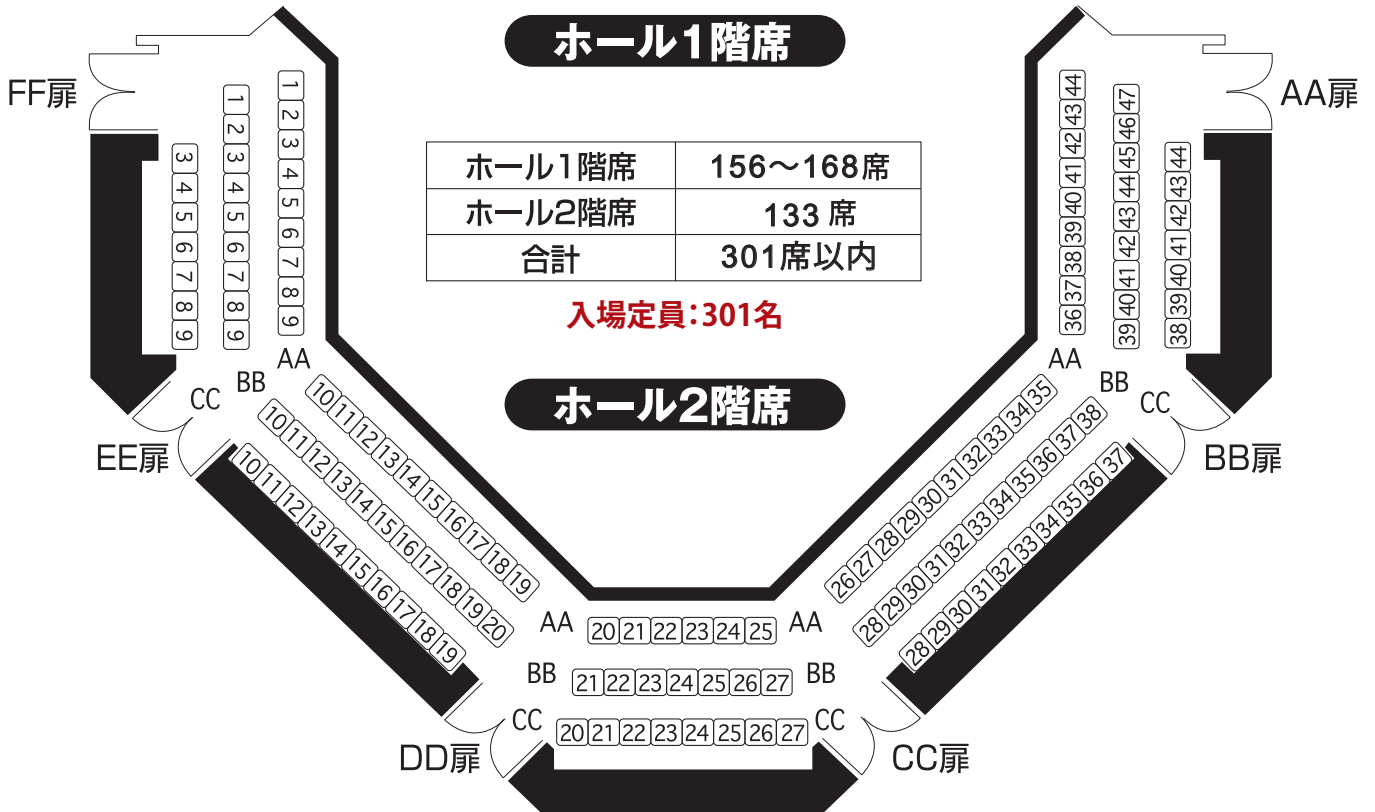 ホール1階席
FF扉
AA扉
ホール1階席 156～168席
ホール2階席 133席
合計 301席以内
入場定員:301名
ホール2階席
1 2 3 4 5 6 7 8 9
1 2 3 4 5 6 7 8 9
3 4 5 6 7 8 9
44 43 42 41 40 39 38 37 36
47 46 45 44 43 42 41 40 39
44 43 42 41 40 39 38
AA
BB
CC
AA
BB
CC
EE扉
BB扉
10 11 12 13 14 15 16 17 18 19
10 11 12 13 14 15 16 17 18 19 20
10 11 12 13 14 15 16 17 18 19
26 27 28 29 30 31 32 33 34 35
28 29 30 31 32 33 34 35 36 37 38
28 29 30 31 32 33 34 35 36 37
AA 20 21 22 23 24 25 AA
BB 21 22 23 24 25 26 27 BB
CC 20 21 22 23 24 25 26 27 CC
DD扉
CC扉